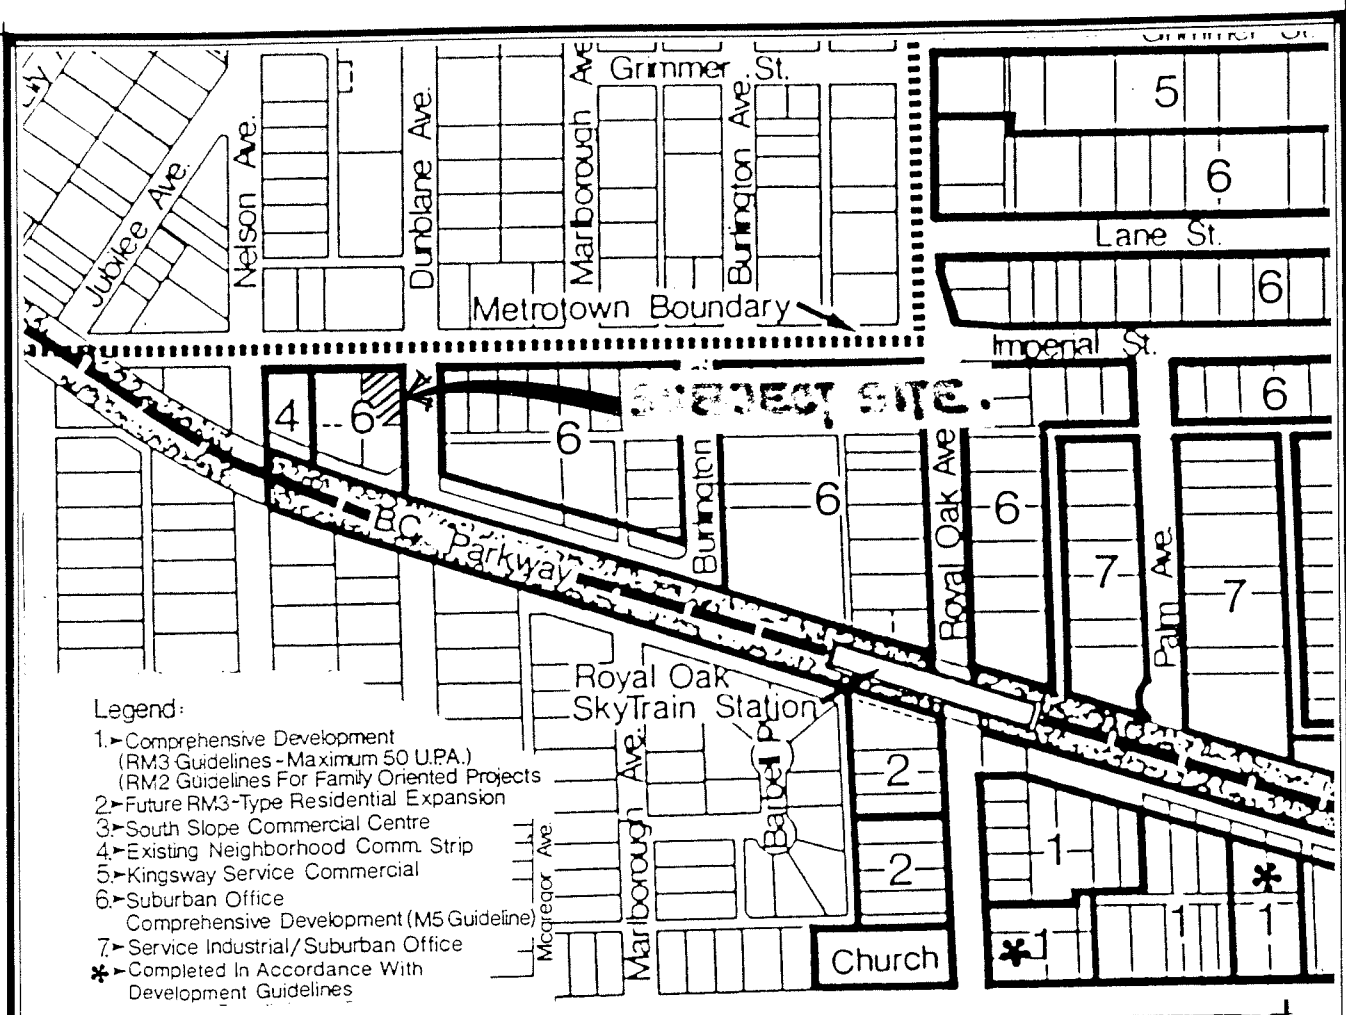 Grimmer St.
Grimmer St.
5
6
Lane St.
6
Jubilee Ave.
Nelson Ave.
Dunblane Ave.
Marlborough Ave
Burlington Ave.
Metrotown Boundary
Imperial St.
4
6
SUBJECT SITE.
6
6
6
6
7
7
Burlington
Royal Oak Ave
Palm Ave.
B.C. Parkway
Royal Oak
SkyTrain Station
2
2
1
1
1
1
Church
Marlborough Ave.
Mcgregor Ave.
Legend:
1.►Comprehensive Development
(RM3 Guidelines - Maximum 50 U.P.A.)
(RM2 Guidelines For Family Oriented Projects
2.►Future RM3-Type Residential Expansion
3.►South Slope Commercial Centre
4.►Existing Neighborhood Comm. Strip
5.►Kingsway Service Commercial
6.►Suburban Office
Comprehensive Development (M5 Guideline)
7.►Service Industrial/Suburban Office
✻►Completed In Accordance With
Development Guidelines